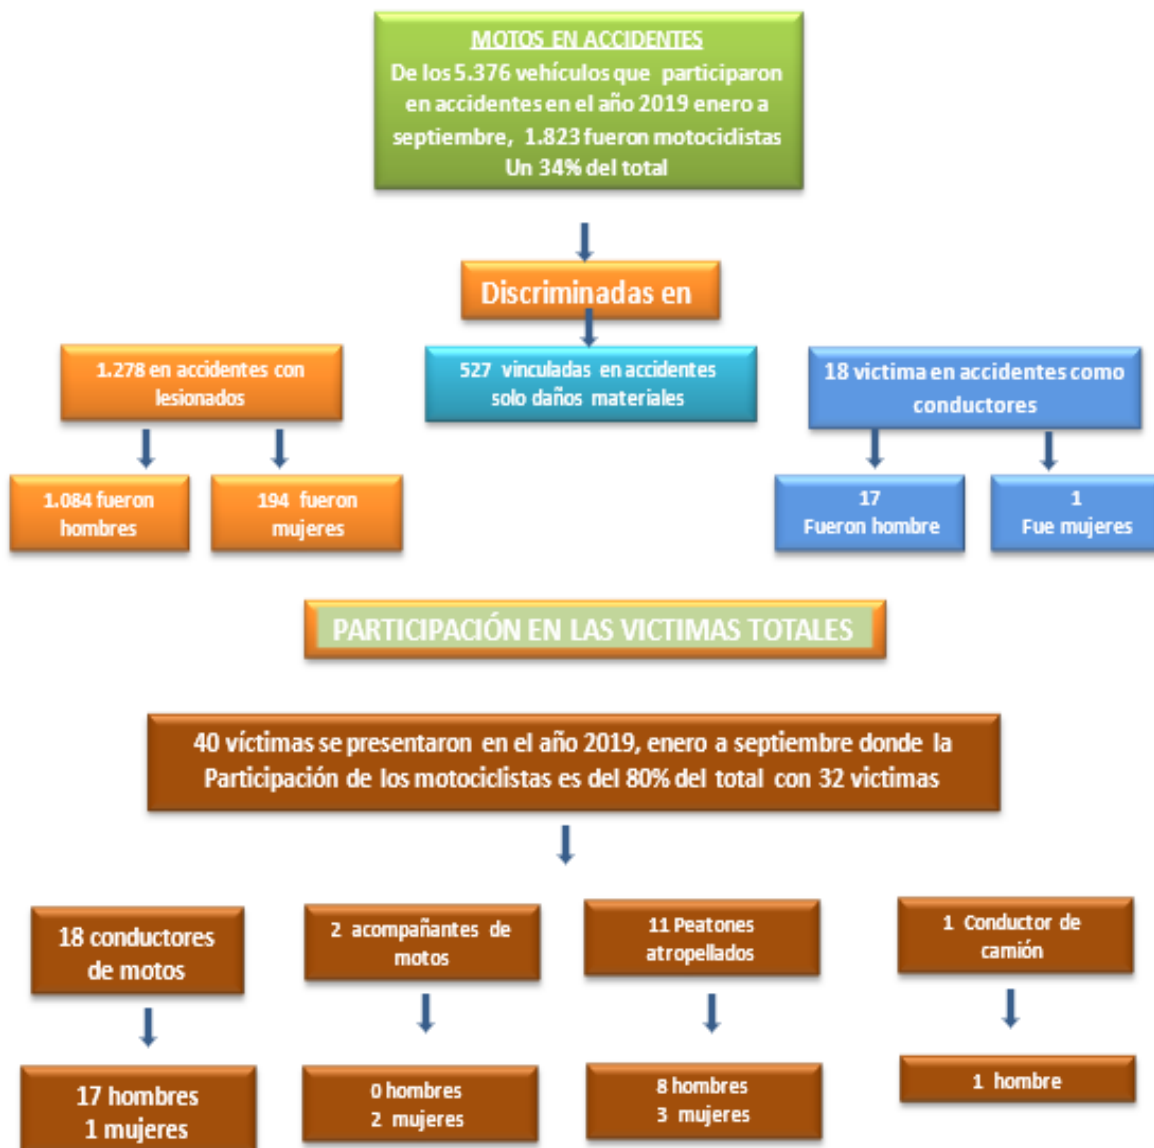 MOTOS EN ACCIDENTES
De los 5.376 vehículos que participaron
en accidentes en el año 2019 enero a
septiembre, 1.823 fueron motociclistas
Un 34% del total
Discriminadas en
1.278 en accidentes con
lesionados
527 vinculadas en accidentes
solo daños materiales
18 victima en accidentes como
conductores
1.084 fueron
hombres
194 fueron
mujeres
17
Fueron hombre
1
Fue mujeres
PARTICIPACIÓN EN LAS VICTIMAS TOTALES
40 víctimas se presentaron en el año 2019, enero a septiembre donde la
Participación de los motociclistas es del 80% del total con 32 victimas
18 conductores
de motos
2 acompañantes de
motos
11 Peatones
atropellados
1 Conductor de
camión
17 hombres
1 mujeres
0 hombres
2 mujeres
8 hombres
3 mujeres
1 hombre